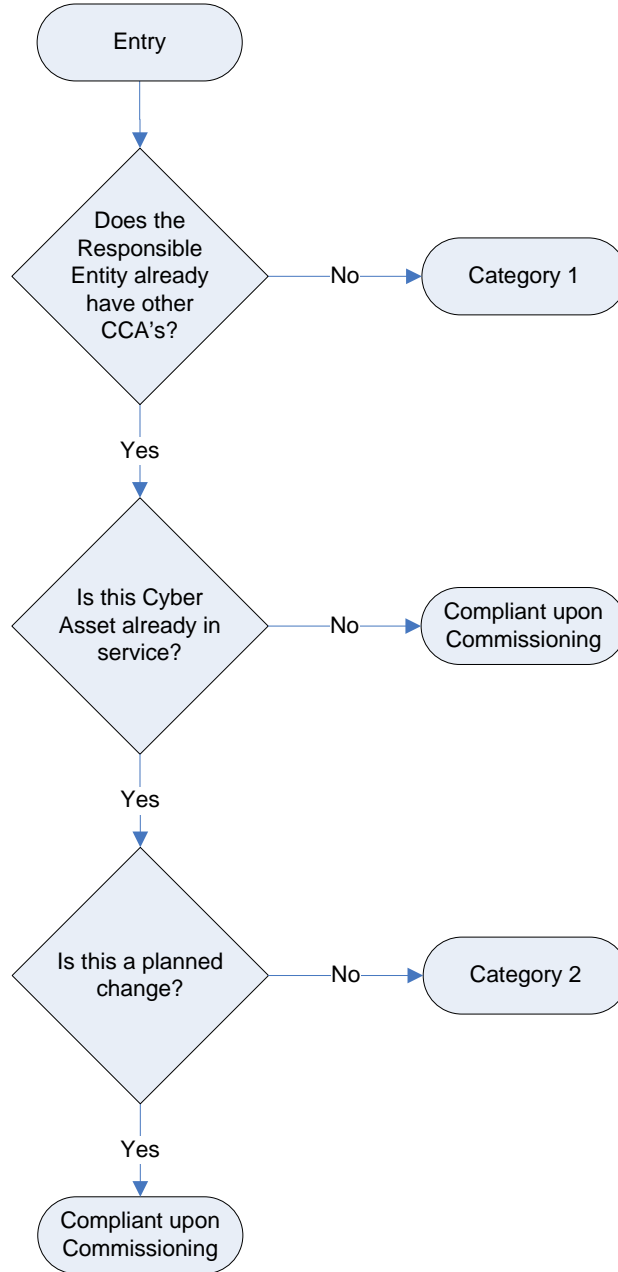 Entry
Does the
Responsible
Entity already
have other
CCA's?
No
Category 1
Yes
Is this Cyber
Asset already in
service?
No
Compliant upon
Commissioning
Yes
Is this a planned
change?
No
Category 2
Yes
Compliant upon
Commissioning